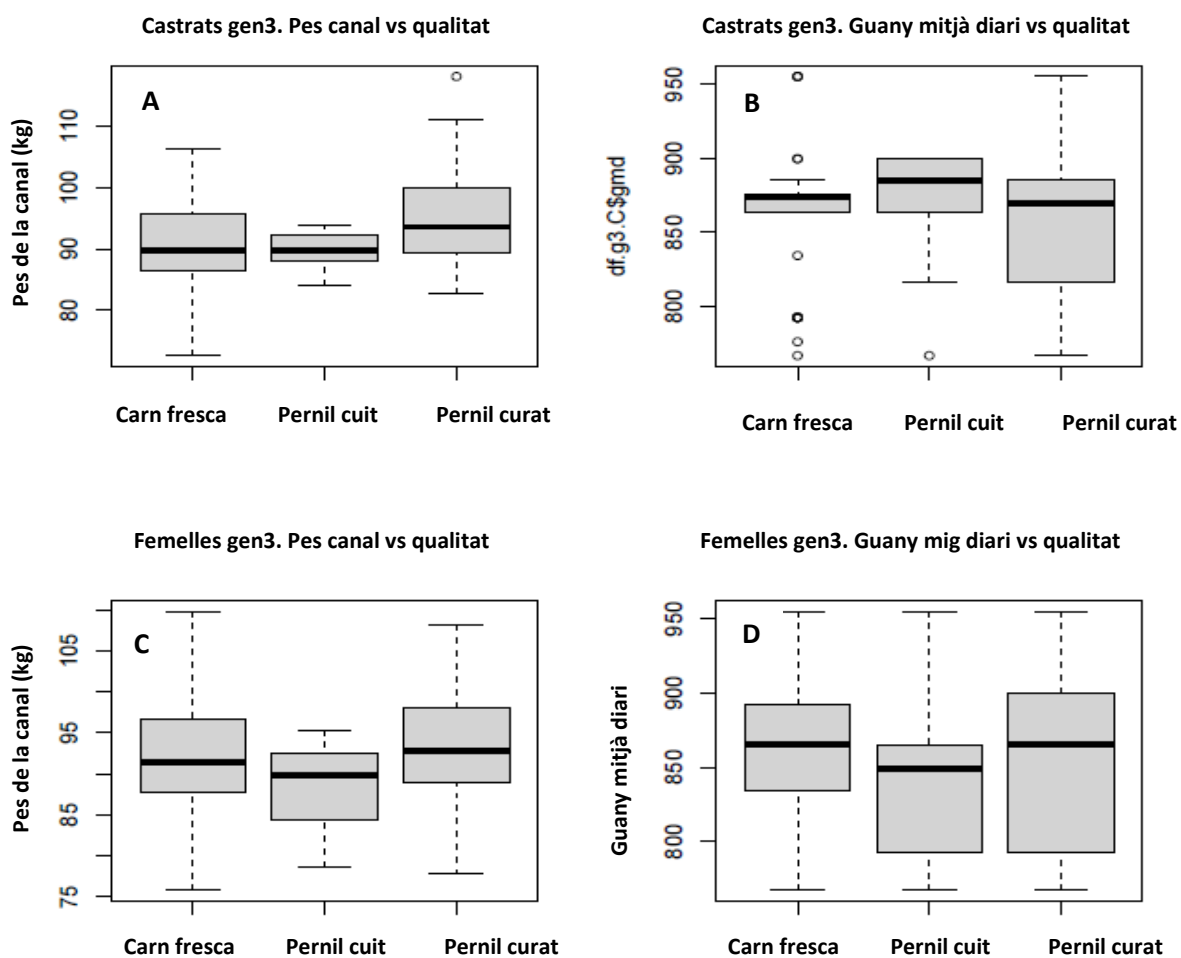 Castrats gen3. Pes canal vs qualitat
Pes de la canal (kg)
110
100
90
80
A
Carn fresca Pernil cuit Pernil curat
Castrats gen3. Guany mitjà diari vs qualitat
df.g3.C$gmd
950
900
850
800
B
Carn fresca Pernil cuit Pernil curat
Femelles gen3. Pes canal vs qualitat
Pes de la canal (kg)
105
95
85
75
C
Carn fresca Pernil cuit Pernil curat
Femelles gen3. Guany mig diari vs qualitat
Guany mitjà diari
950
900
850
800
D
Carn fresca Pernil cuit Pernil curat